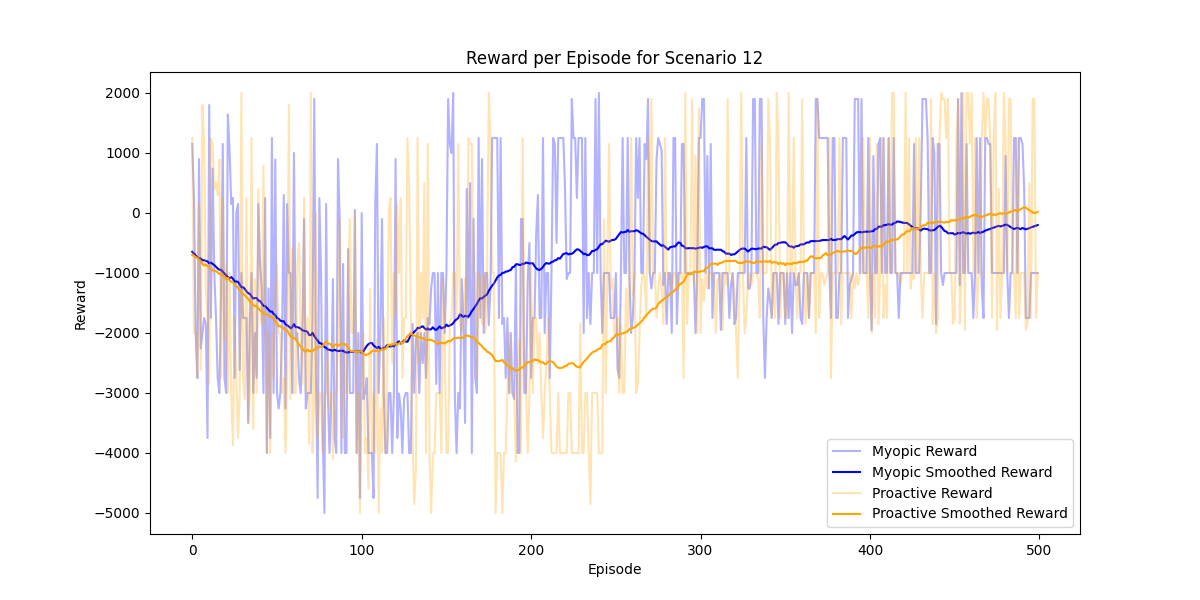 Reward per Episode for Scenario 12
Reward
2000
1000
0
−1000
−2000
−3000
−4000
−5000
0 100 200 300 400 500
Episode
Myopic Reward
Myopic Smoothed Reward
Proactive Reward
Proactive Smoothed Reward